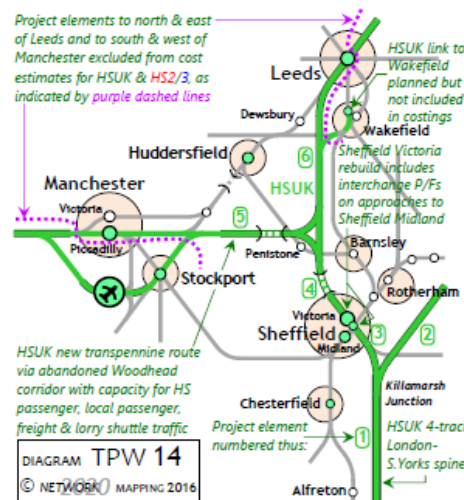 Project elements to north & east
of Leeds and to south & west of
Manchester excluded from cost
estimates for HSUK & HS2/3, as
indicated by purple dashed lines
Leeds
HSUK link to
Wakefield
planned but
not included
in costings
Dewsbury
Wakefield
Huddersfield
6
HSUK
Sheffield Victoria
rebuild includes
interchange P/Fs
on approaches to
Sheffield Midland
Manchester
Victoria
5
Piccadilly
Penistone
Barnsley
Stockport
4
Rotherham
Victoria
Sheffield
3
2
Midland
HSUK new transpennine route
via abandoned Woodhead
corridor with capacity for HS
passenger, local passenger,
freight & lorry shuttle traffic
Killamarsh
Junction
Chesterfield
Project element
numbered thus:
1
HSUK 4-track
London-
S.Yorks spine
Alfreton
DIAGRAM TPW 14
© NETWORK MAPPING 2016
2020